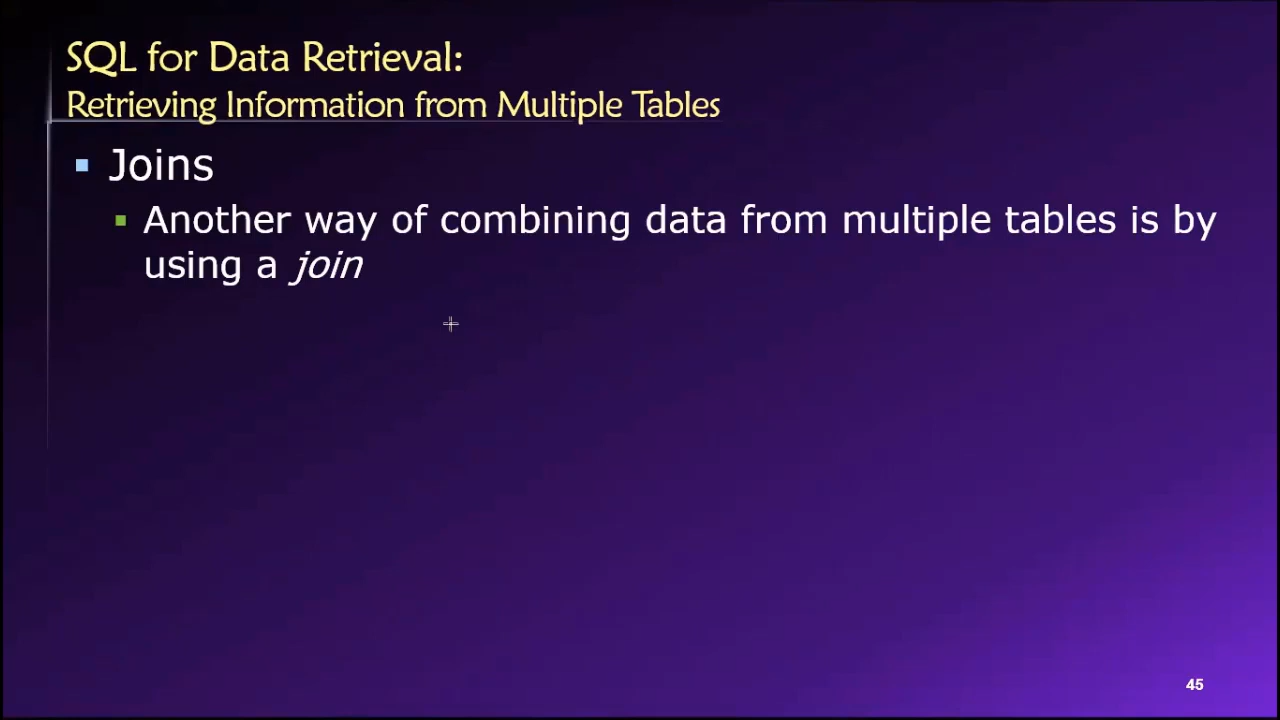 SQL for Data Retrieval:
Retrieving Information from Multiple Tables
Joins
Another way of combining data from multiple tables is by
using a join
45